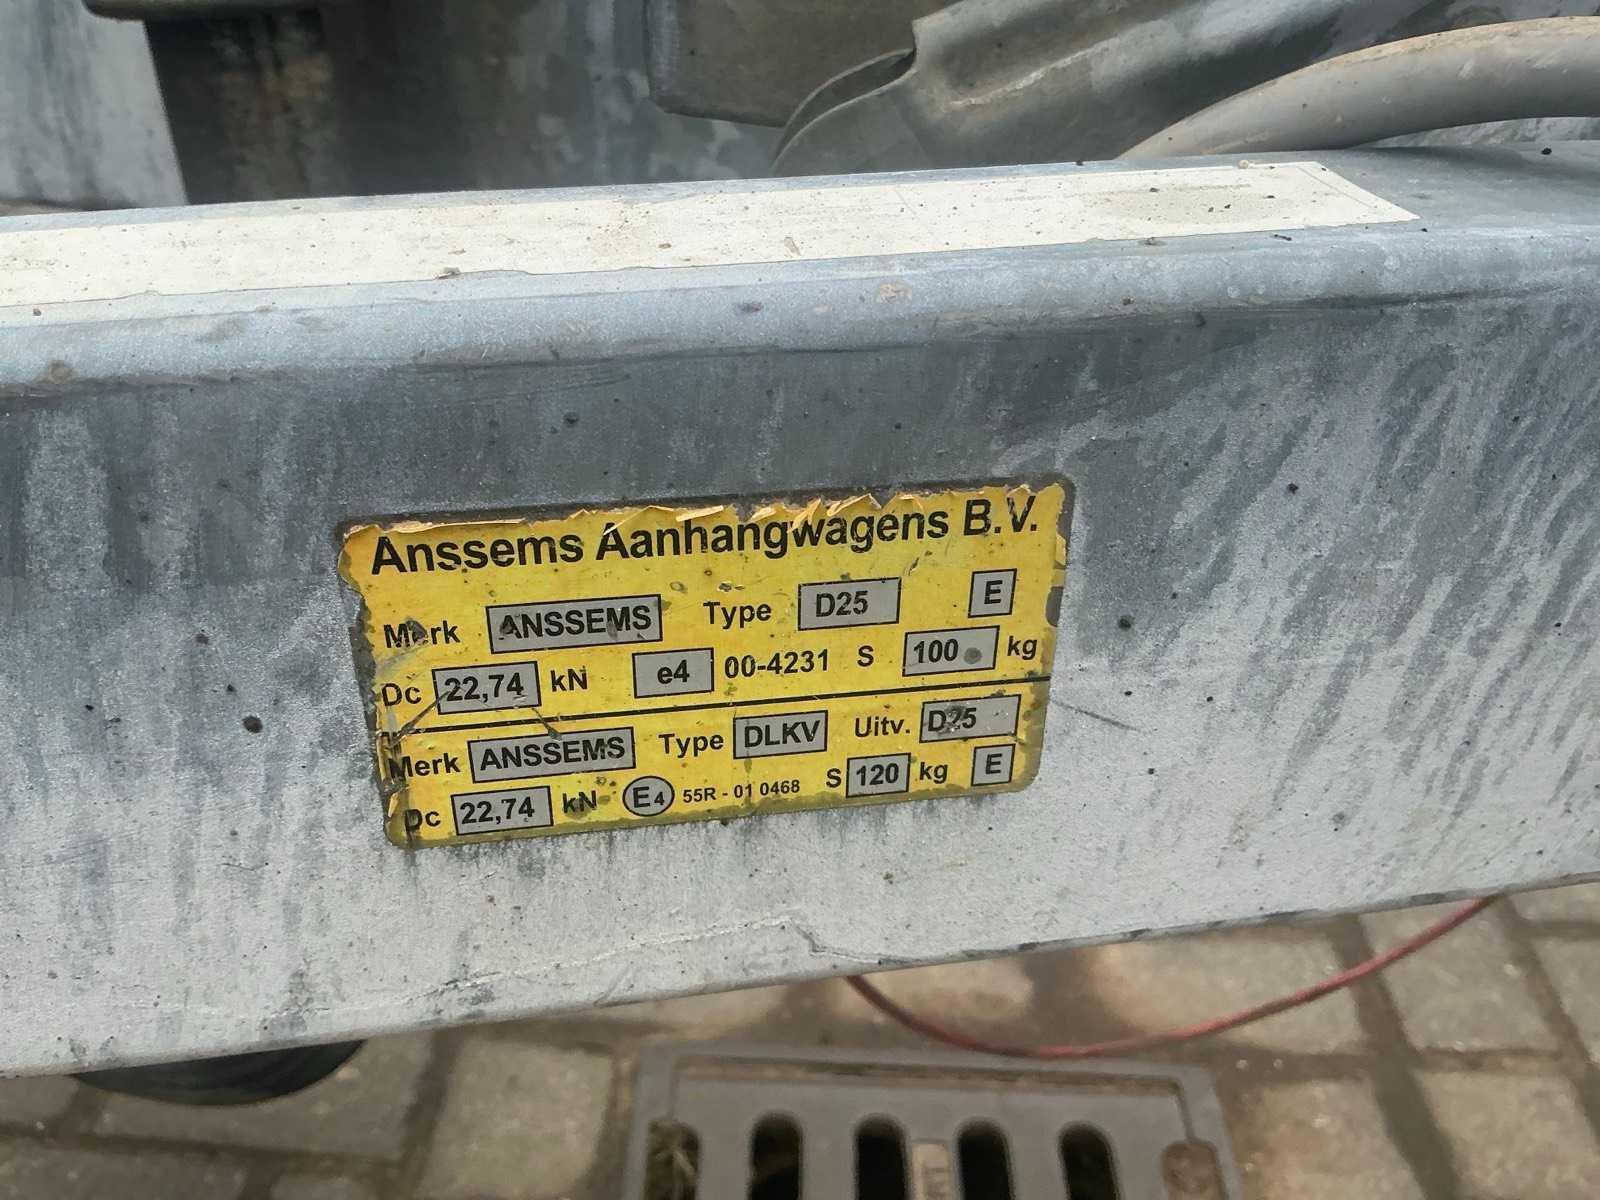 Anssems Aanhangwagens B.V.
Merk ANSSEMS Type D25 E
Dc 22,74 kN e4 00-4231 S 100 kg
Merk ANSSEMS Type DLKV Uitv. D25
Dc 22,74 kN E4 55R - 01 0468 S 120 kg E